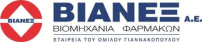 ΒΙΑΝΕΞ Α.Ε.
ΒΙΟΜΗΧΑΝΙΑ ΦΑΡΜΑΚΩΝ
ΕΤΑΙΡΕΙΑ ΤΟΥ ΟΜΙΛΟΥ ΓΙΑΝΝΑΚΟΠΟΥΛΟΥ